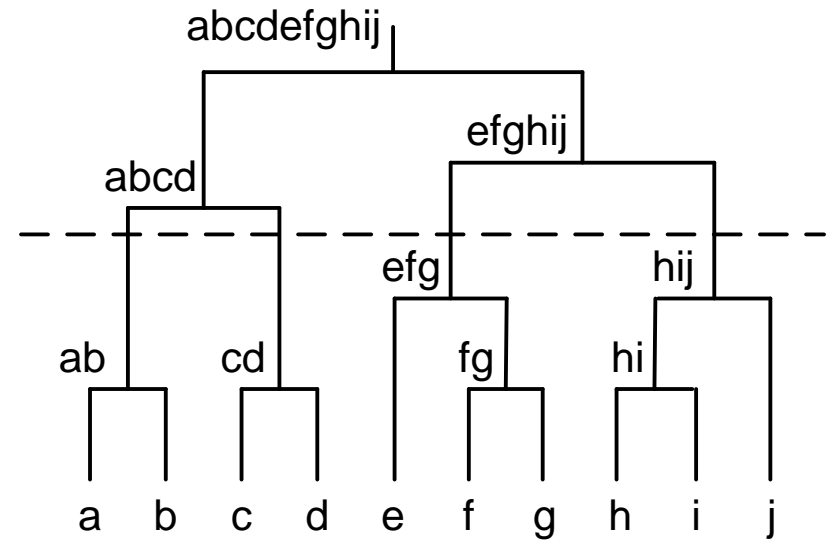 abcdefghij
efghij
abcd
efg hij
ab cd fg hi
a b c d e f g h i j